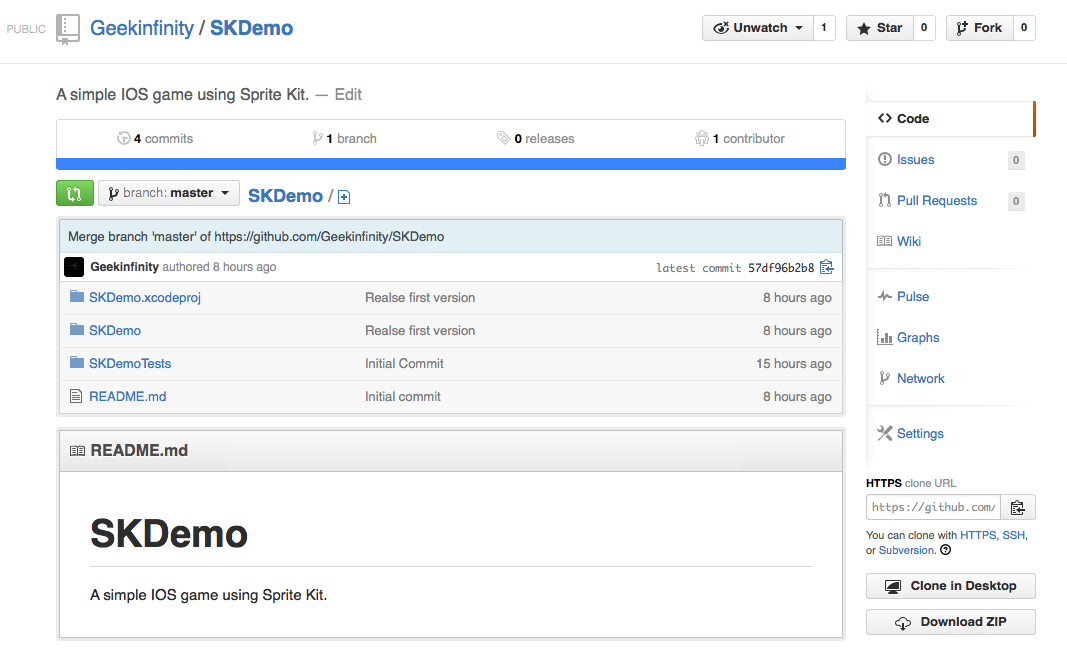 PUBLIC Geekinfinity / SKDemo Unwatch 1 Star 0 Fork 0
A simple IOS game using Sprite Kit. — Edit
4 commits 1 branch 0 releases 1 contributor
branch: master SKDemo /
Merge branch 'master' of https://github.com/Geekinfinity/SKDemo
Geekinfinity authored 8 hours ago latest commit 57df96b2b8
SKDemo.xcodeproj Realse first version 8 hours ago
SKDemo Realse first version 8 hours ago
SKDemoTests Initial Commit 15 hours ago
README.md Initial commit 8 hours ago
README.md
SKDemo
A simple IOS game using Sprite Kit.
Code
Issues 0
Pull Requests 0
Wiki
Pulse
Graphs
Network
Settings
HTTPS clone URL
https://github.com/
You can clone with HTTPS, SSH,
or Subversion.
Clone in Desktop
Download ZIP